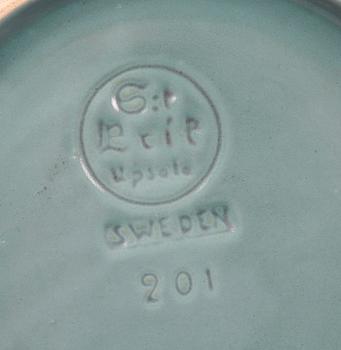 S:t
Erik
Upsala
SWEDEN
201